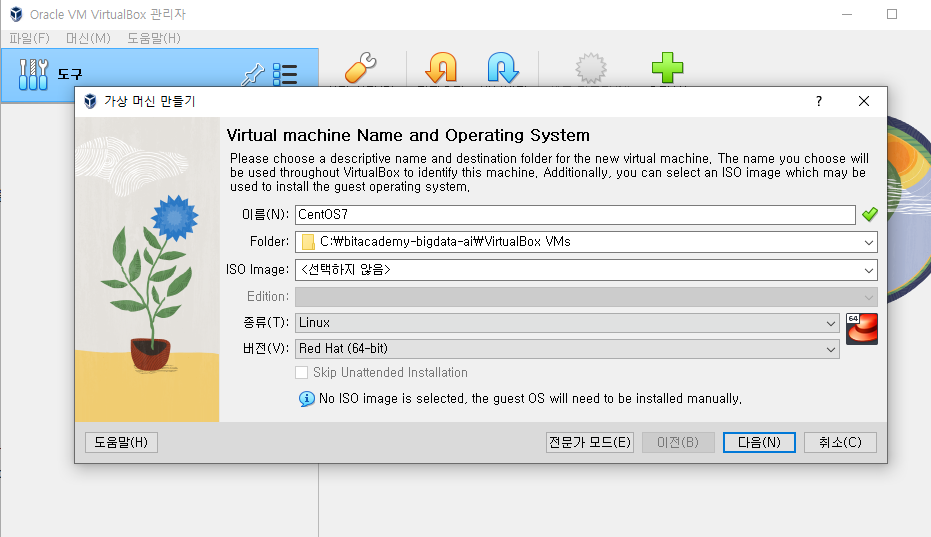 Oracle VM VirtualBox 관리자
파일(F) 머신(M) 도움말(H)
도구
가상 머신 만들기
?
Virtual machine Name and Operating System
Please choose a descriptive name and destination folder for the new virtual machine. The name you choose will
be used throughout VirtualBox to identify this machine. Additionally, you can select an ISO image which may be
used to install the guest operating system.
이름(N): CentOS7
Folder: C:₩bitacademy-bigdata-ai₩VirtualBox VMs
ISO Image: <선택하지 않음>
Edition:
종류(T): Linux
64
버전(V): Red Hat (64-bit)
Skip Unattended Installation
No ISO image is selected, the guest OS will need to be installed manually.
도움말(H) 전문가 모드(E) 이전(B) 다음(N) 취소(C)